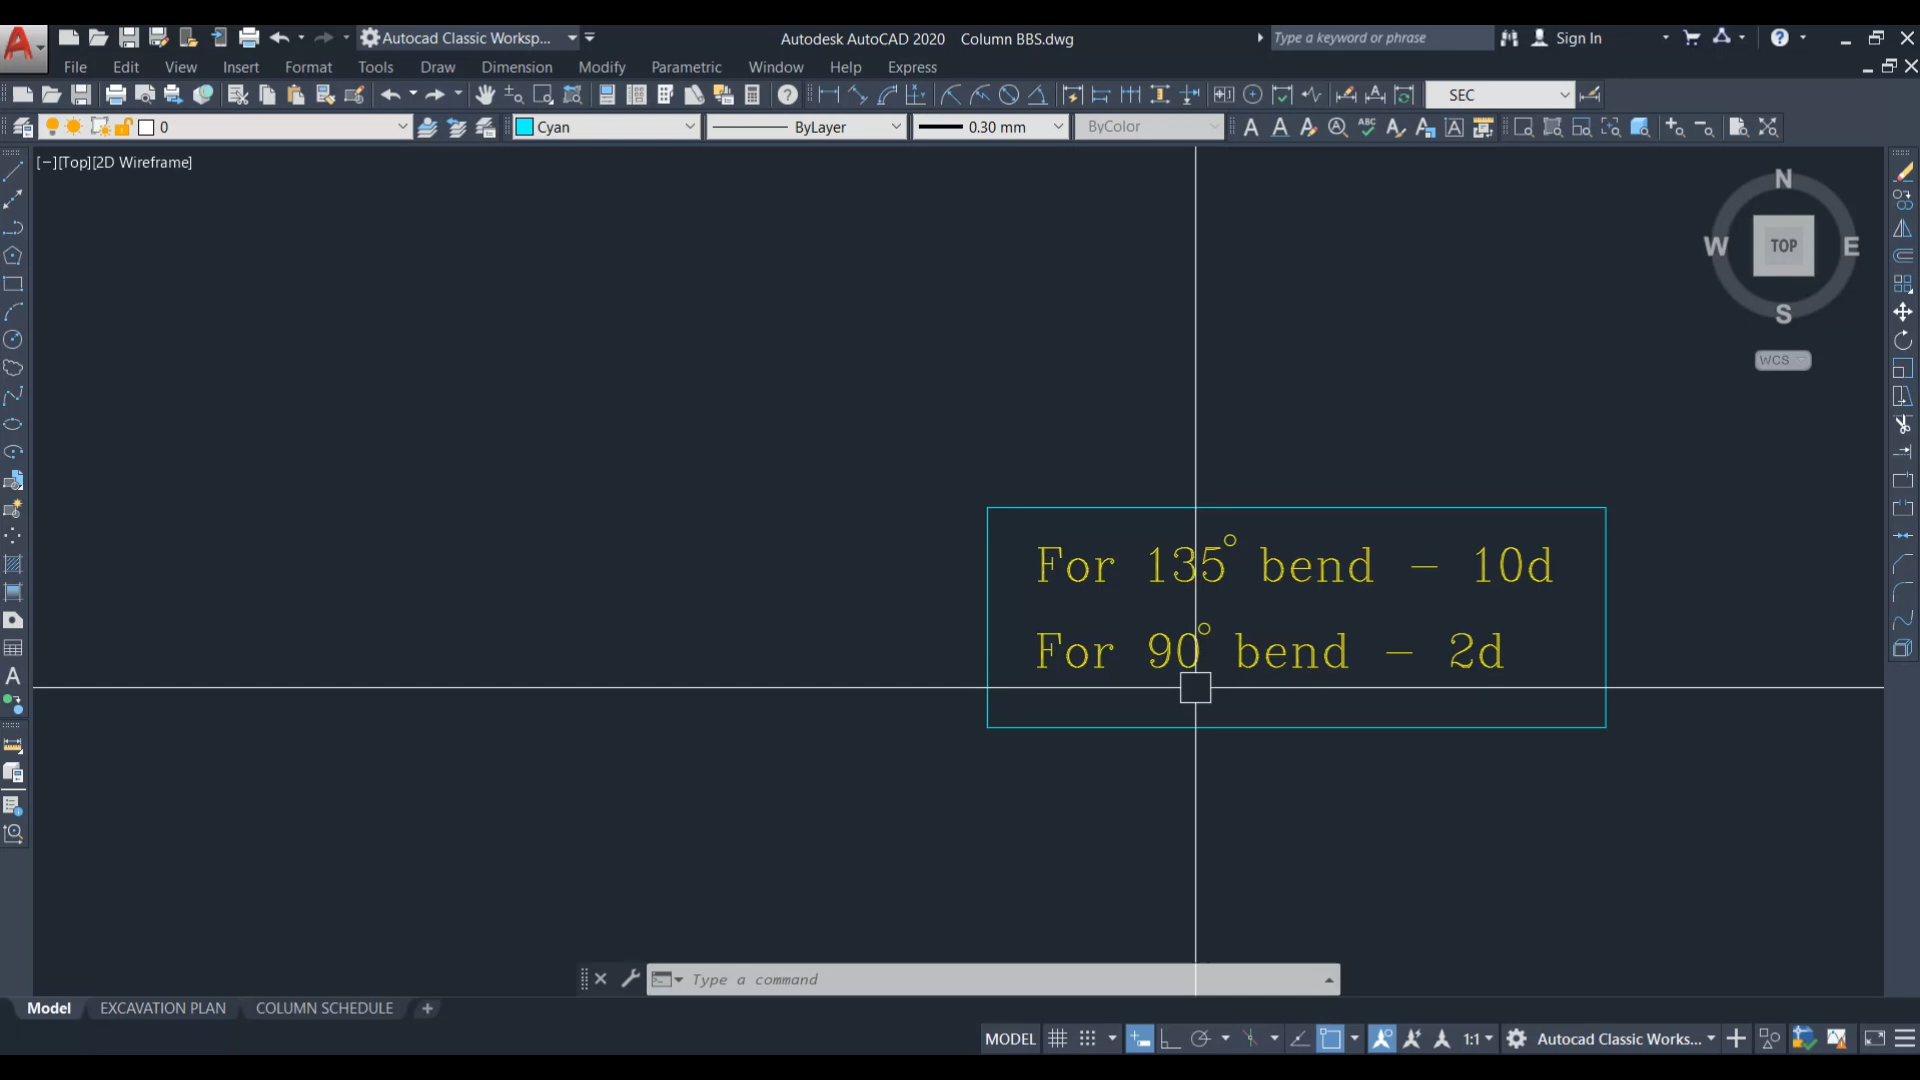 Autocad Classic Worksp...
Autodesk AutoCAD 2020 Column BBS.dwg
Type a keyword or phrase
Sign In
File Edit View Insert Format Tools Draw Dimension Modify Parametric Window Help Express
SEC
0
Cyan
ByLayer
0.30 mm
ByColor
[−][Top][2D Wireframe]
N
W TOP E
S
WCS
For 135° bend - 10d
For 90° bend - 2d
Type a command
Model EXCAVATION PLAN COLUMN SCHEDULE +
MODEL 1:1 Autocad Classic Works...